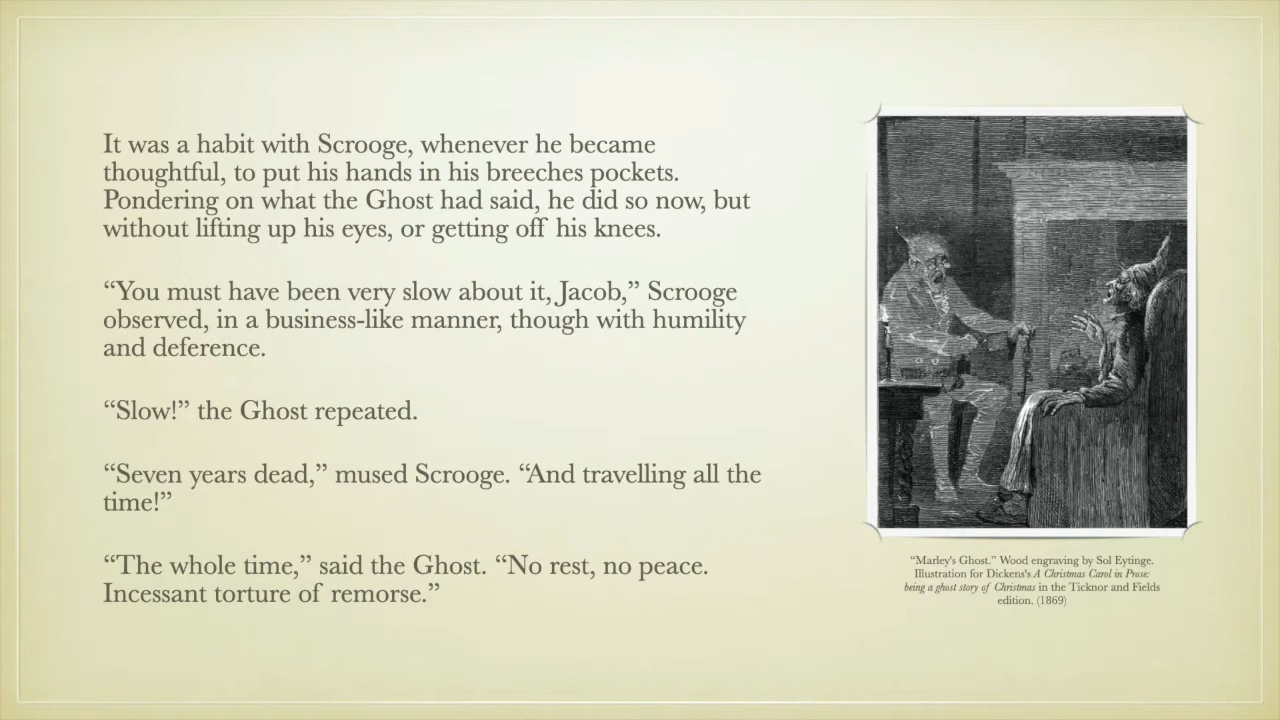 It was a habit with Scrooge, whenever he became
thoughtful, to put his hands in his breeches pockets.
Pondering on what the Ghost had said, he did so now, but
without lifting up his eyes, or getting off his knees.
“You must have been very slow about it, Jacob,” Scrooge
observed, in a business-like manner, though with humility
and deference.
“Slow!” the Ghost repeated.
“Seven years dead,” mused Scrooge. “And travelling all the
time!”
“The whole time,” said the Ghost. “No rest, no peace.
Incessant torture of remorse.”
“Marley's Ghost.” Wood engraving by Sol Eytinge.
Illustration for Dickens's A Christmas Carol in Prose:
being a ghost story of Christmas in the Ticknor and Fields
edition. (1869)